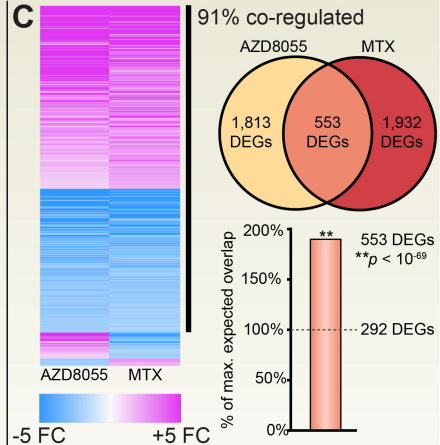 C
91% co-regulated
AZD8055 MTX
1,813 DEGs
553 DEGs
1,932 DEGs
% of max. expected overlap
200%
150%
100%
50%
0%
**
553 DEGs
**p < 10-69
292 DEGs
AZD8055 MTX
-5 FC +5 FC